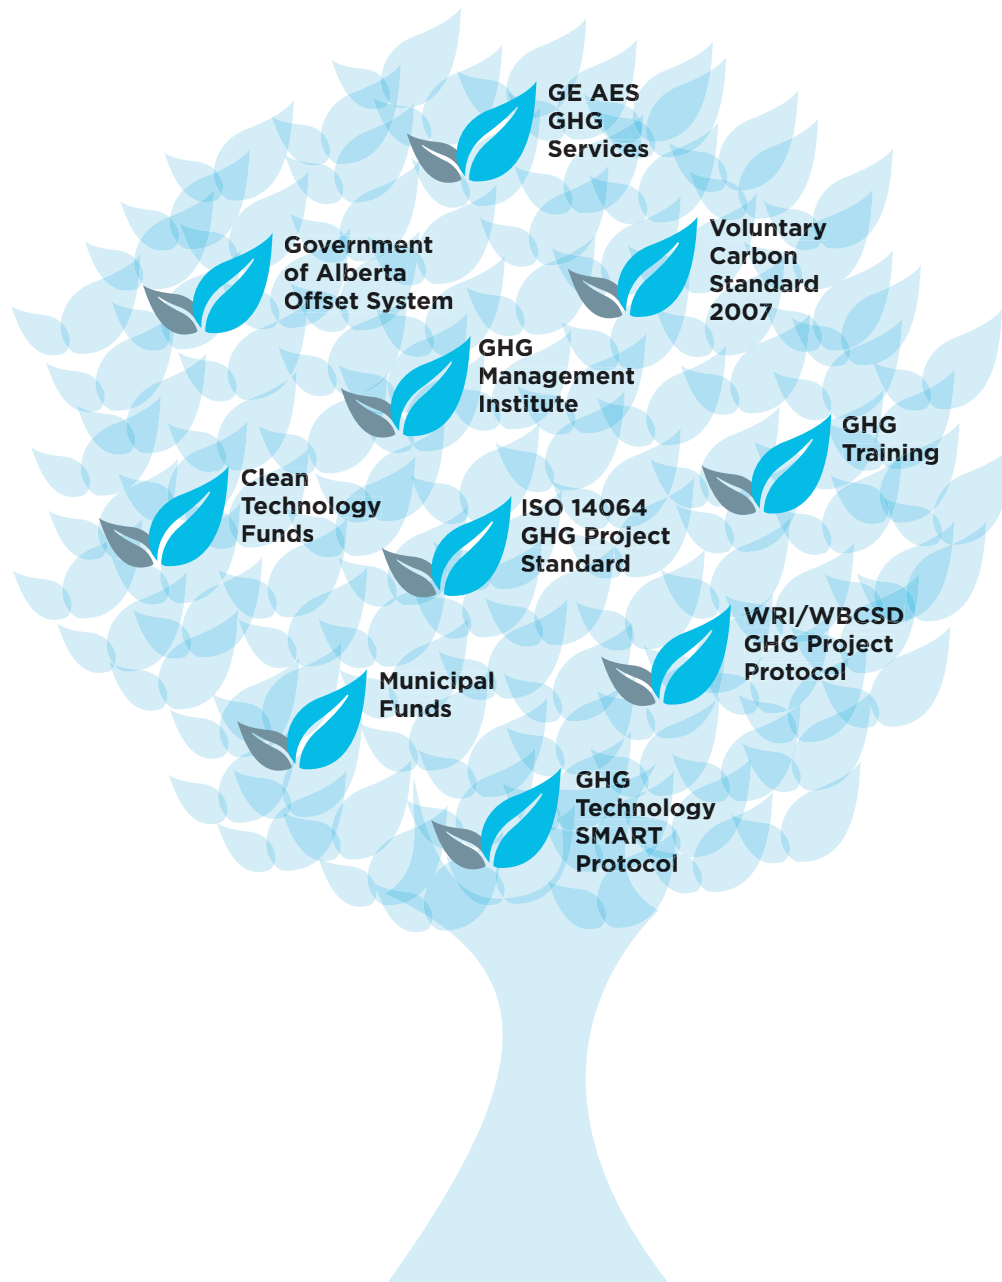 GE AES
GHG
Services
Government
of Alberta
Offset System
Voluntary
Carbon
Standard
2007
GHG
Management
Institute
GHG
Training
Clean
Technology
Funds
ISO 14064
GHG Project
Standard
WRI/WBCSD
GHG Project
Protocol
Municipal
Funds
GHG
Technology
SMART
Protocol